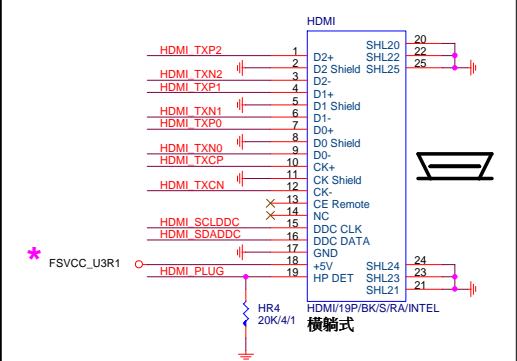 HDMI
HDMI_TXP2 1 D2+ SHL20 20
2 D2 Shield SHL22 22
HDMI_TXN2 3 D2- SHL25 25
HDMI_TXP1 4 D1+
5 D1 Shield
HDMI_TXN1 6 D1-
HDMI_TXP0 7 D0+
8 D0 Shield
HDMI_TXN0 9 D0-
HDMI_TXCP 10 CK+
11 CK Shield
HDMI_TXCN 12 CK-
13 CE Remote
14 NC
HDMI_SCLDDC 15 DDC CLK
HDMI_SDADDC 16 DDC DATA
17 GND
* FSVCC_U3R1 18 +5V SHL24 24
HDMI_PLUG 19 HP DET SHL23 23
SHL21 21
HR4
20K/4/1
HDMI/19P/BK/S/RA/INTEL
橫躺式